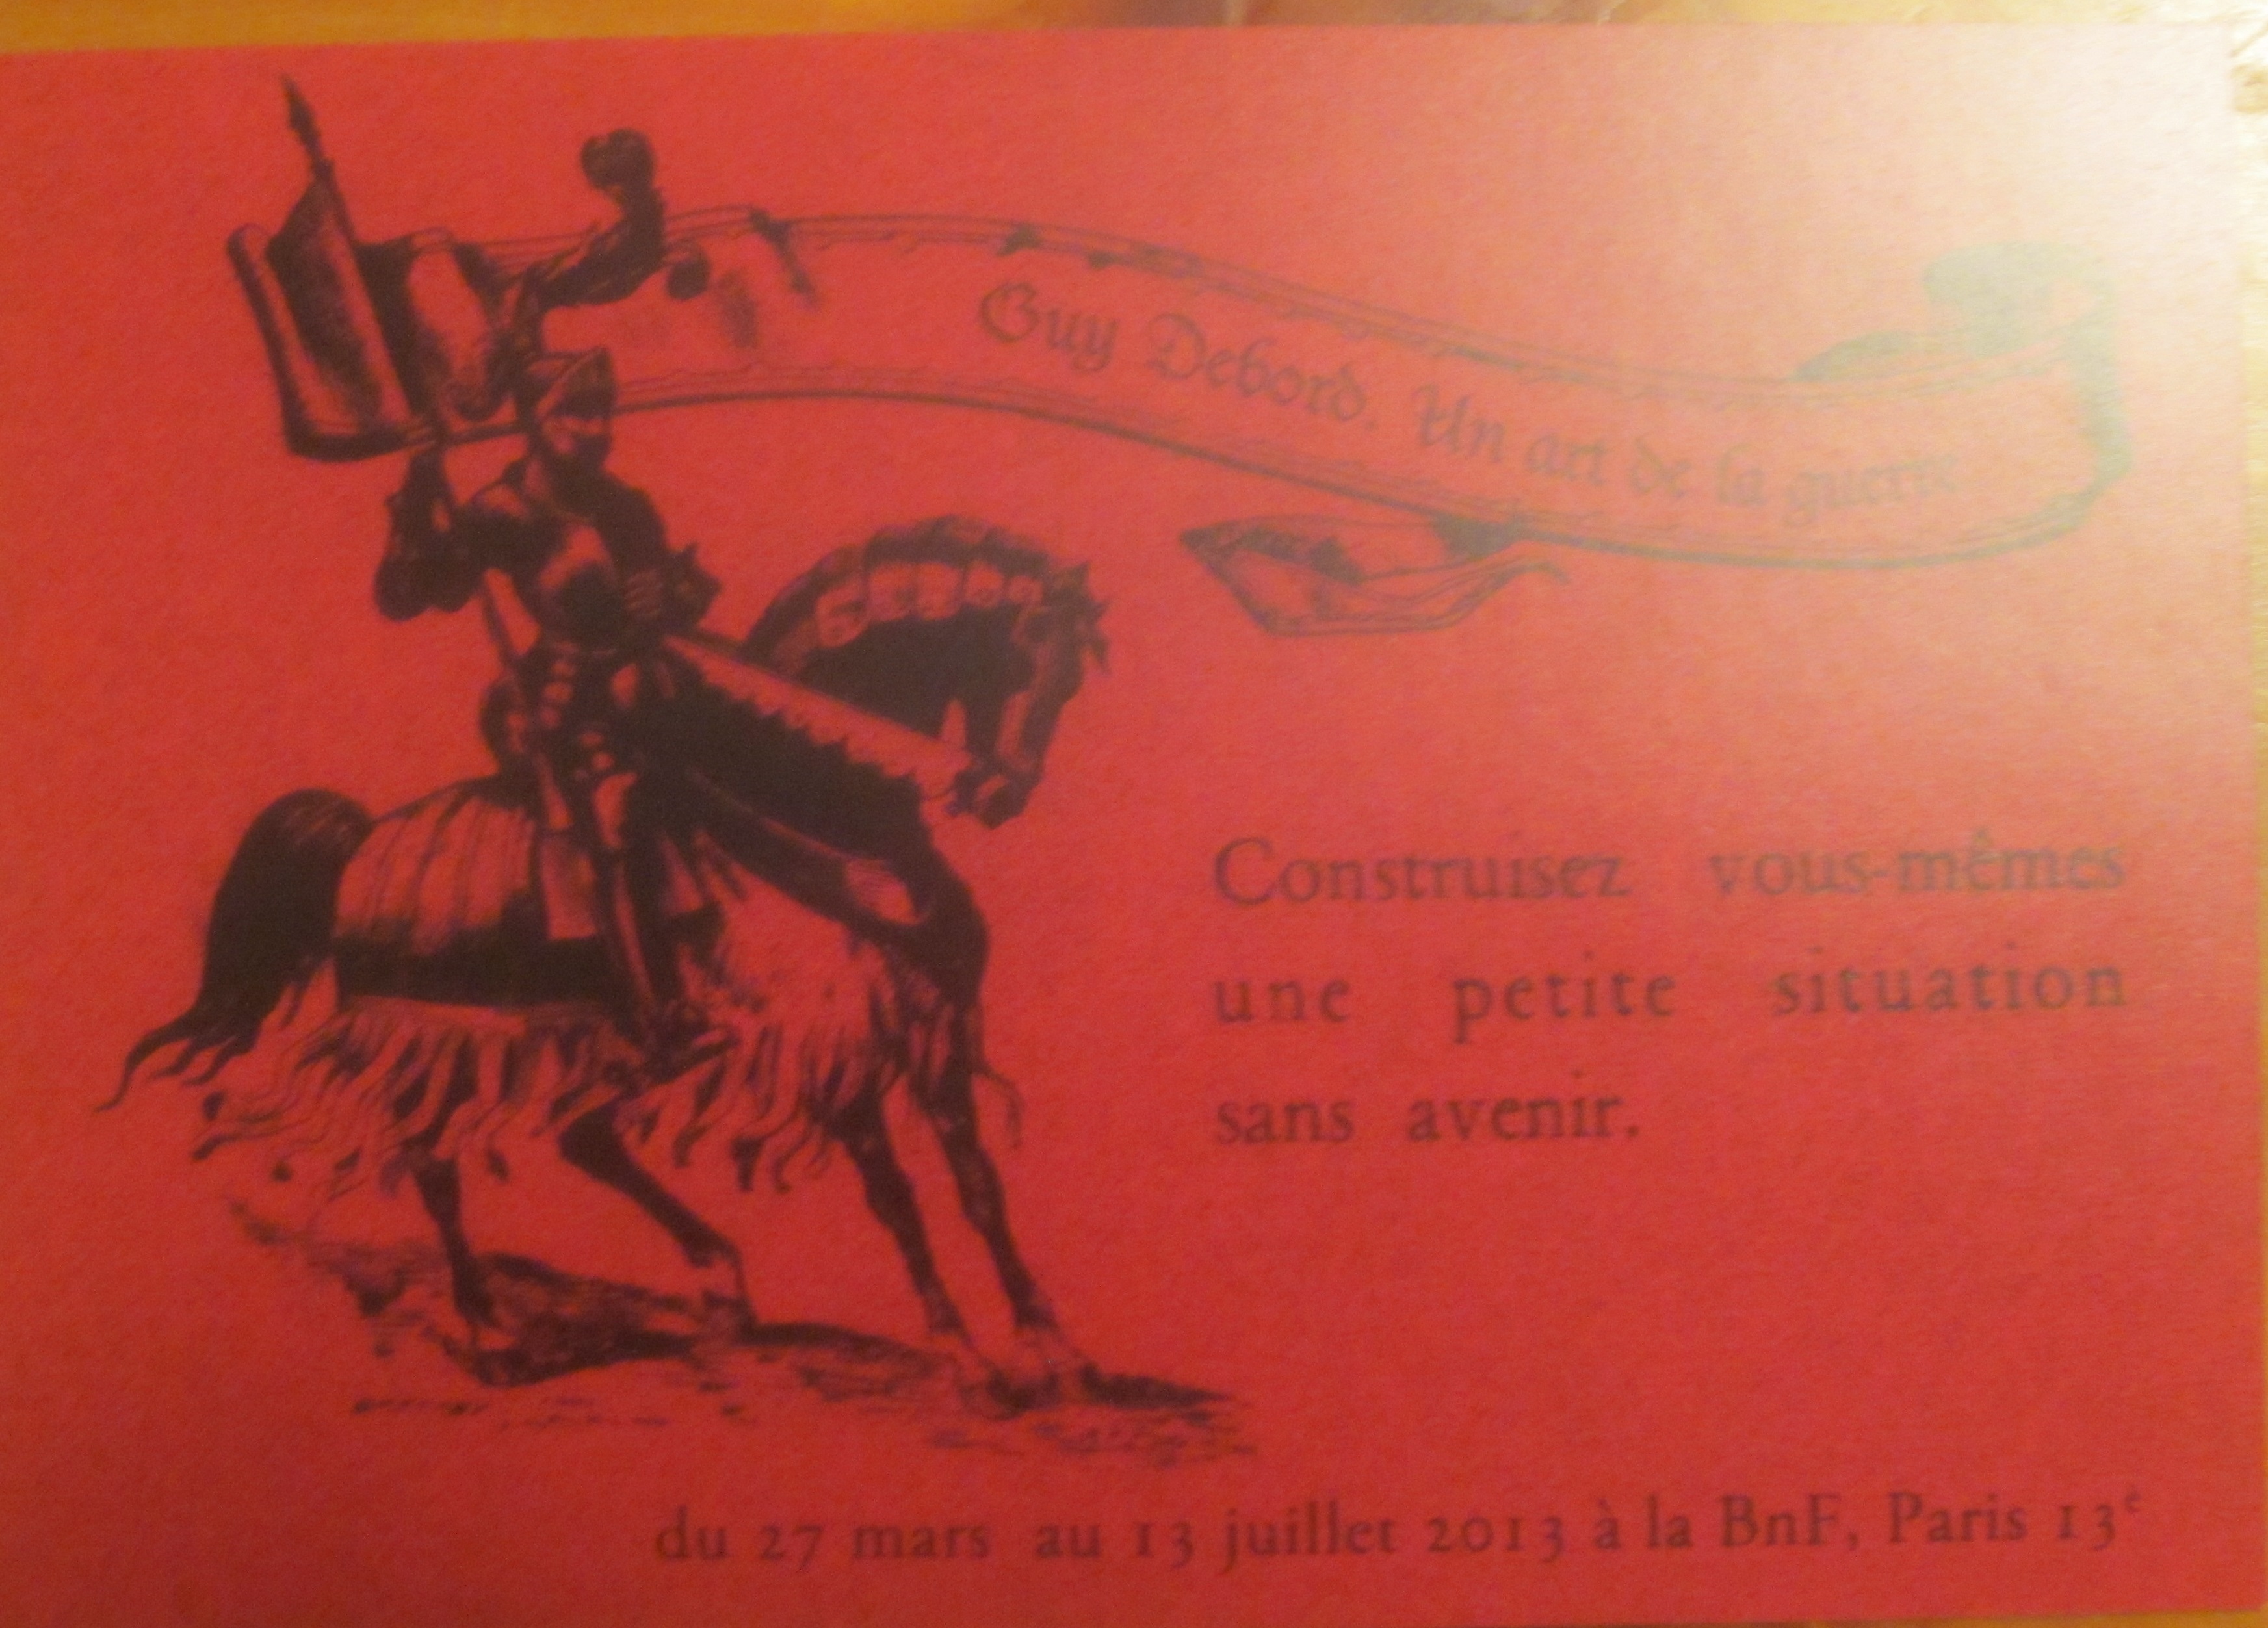 Guy Debord. Un art de la guerre
Construisez vous-mêmes
une petite situation
sans avenir.
du 27 mars au 13 juillet 2013 à la BnF, Paris 13e